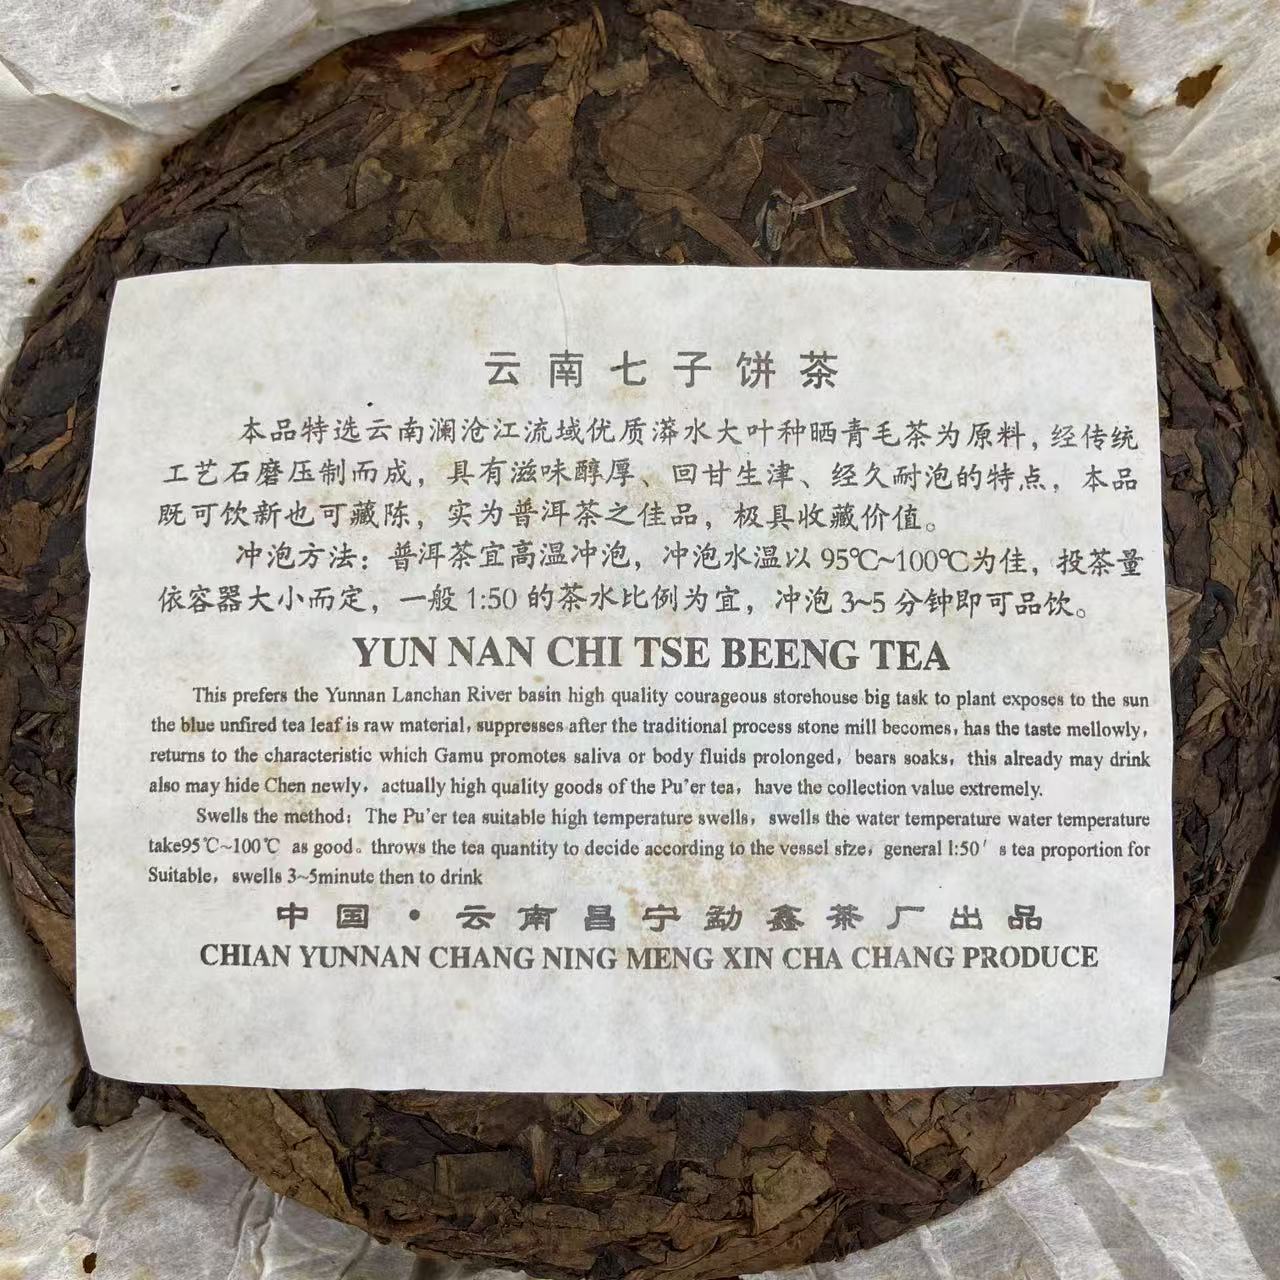 云南七子饼茶
本品特选云南澜沧江流域优质漭水大叶种晒青毛茶为原料，经传统
工艺石磨压制而成，具有滋味醇厚、回甘生津、经久耐泡的特点，本品
既可饮新也可藏陈，实为普洱茶之佳品，极具收藏价值。
冲泡方法：普洱茶宜高温冲泡，冲泡水温以95℃~100℃为佳，投茶量
依容器大小而定，一般1:50的茶水比例为宜，冲泡3~5分钟即可品饮。
YUN NAN CHI TSE BEENG TEA
This prefers the Yunnan Lanchan River basin high quality courageous storehouse big task to plant exposes to the sun
the blue unfired tea leaf is raw material, suppresses after the traditional process stone mill becomes, has the taste mellowly,
returns to the characteristic which Gamu promotes saliva or body fluids prolonged, bears soaks, this already may drink
also may hide Chen newly, actually high quality goods of the Pu'er tea, have the collection value extremely.
Swells the method: The Pu'er tea suitable high temperature swells, swells the water temperature water temperature
take95℃~100℃ as good。throws the tea quantity to decide according to the vessel size, general 1:50′ s tea proportion for
Suitable, swells 3~5minute then to drink
中国·云南昌宁勐鑫茶厂出品
CHIAN YUNNAN CHANG NING MENG XIN CHA CHANG PRODUCE